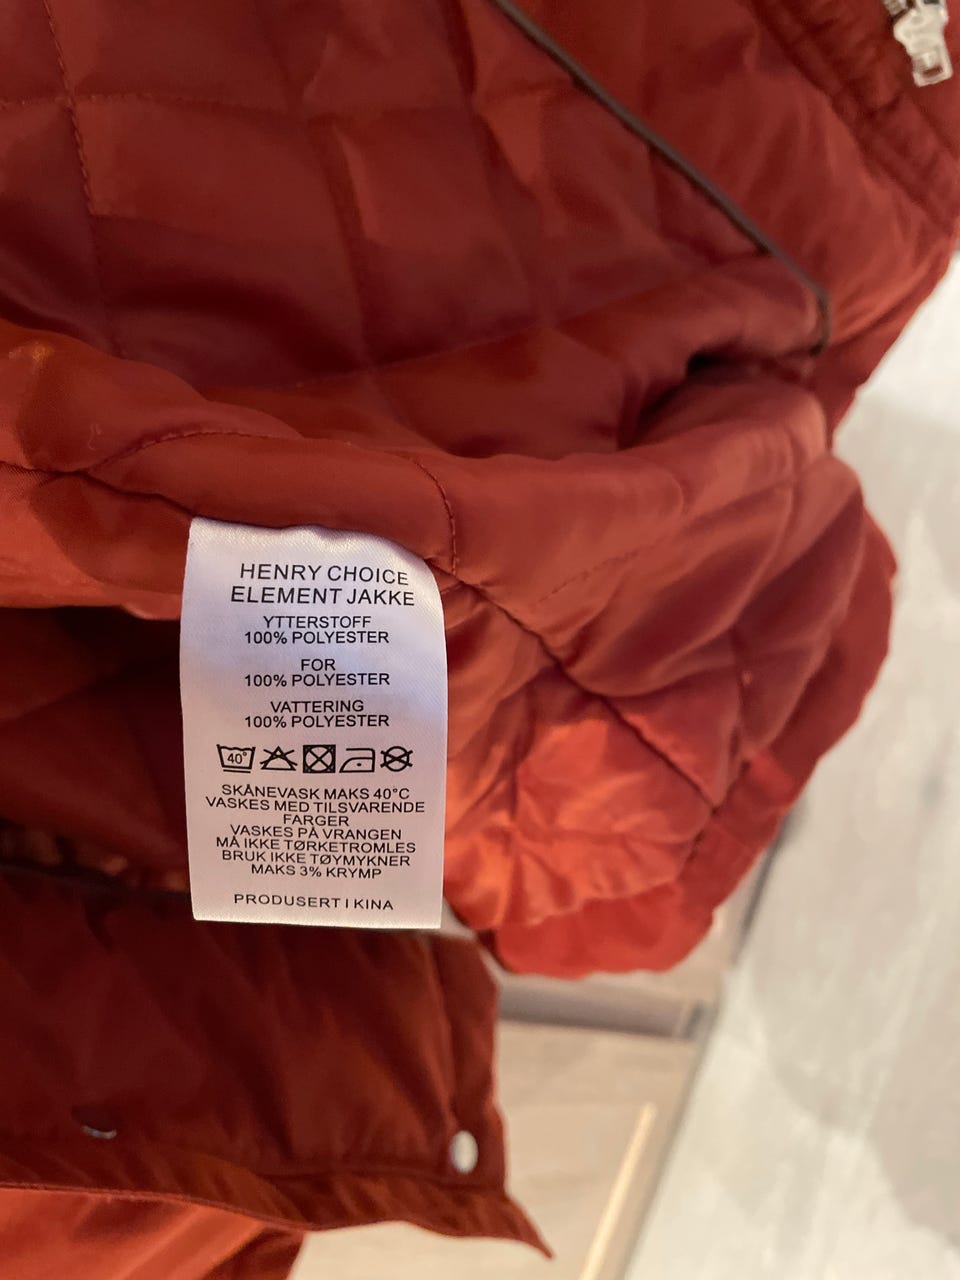 HENRY CHOICE
ELEMENT JAKKE
YTTERSTOFF
100% POLYESTER
FOR
100% POLYESTER
VATTERING
100% POLYESTER
40°
SKÅNEVASK MAKS 40°C
VASKES MED TILSVARENDE
FARGER
VASKES PÅ VRANGEN
MÅ IKKE TØRKETROMLES
BRUK IKKE TØYMYKNER
MAKS 3% KRYMP
PRODUSERT I KINA